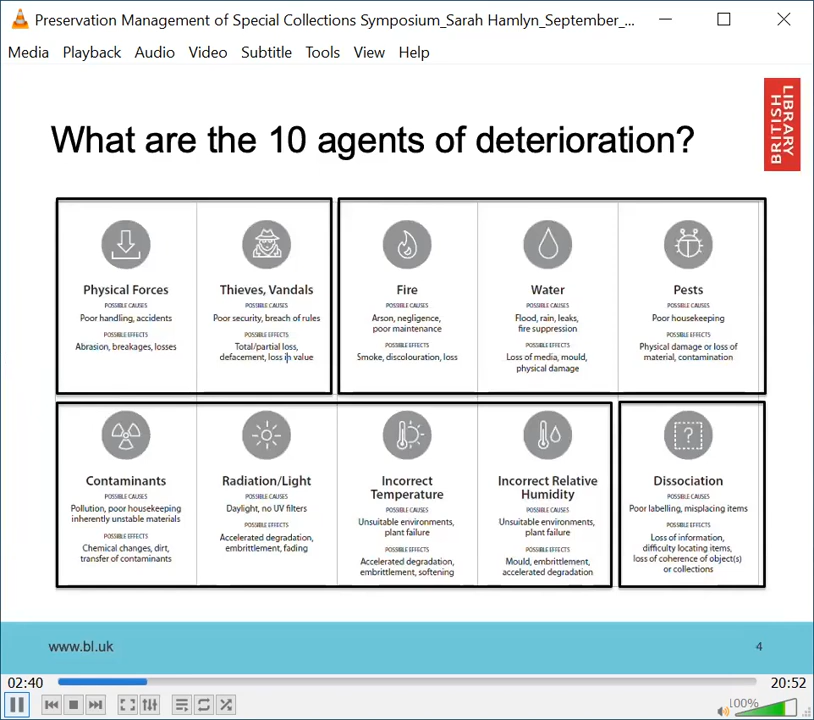 Preservation Management of Special Collections Symposium_Sarah Hamlyn_September_...
Media Playback Audio Video Subtitle Tools View Help
BRITISH
LIBRARY
What are the 10 agents of deterioration?
Physical Forces
POSSIBLE CAUSES
Poor handling, accidents
POSSIBLE EFFECTS
Abrasion, breakages, losses
Thieves, Vandals
POSSIBLE CAUSES
Poor security, breach of rules
POSSIBLE EFFECTS
Total/partial loss,
defacement, loss in value
Fire
POSSIBLE CAUSES
Arson, negligence,
poor maintenance
POSSIBLE EFFECTS
Smoke, discolouration, loss
Water
POSSIBLE CAUSES
Flood, rain, leaks,
fire suppression
POSSIBLE EFFECTS
Loss of media, mould,
physical damage
Pests
POSSIBLE CAUSES
Poor housekeeping
POSSIBLE EFFECTS
Physical damage or loss of
material, contamination
Contaminants
POSSIBLE CAUSES
Pollution, poor housekeeping
inherently unstable materials
POSSIBLE EFFECTS
Chemical changes, dirt,
transfer of contaminants
Radiation/Light
POSSIBLE CAUSES
Daylight, no UV filters
POSSIBLE EFFECTS
Accelerated degradation,
embrittlement, fading
Incorrect
Temperature
POSSIBLE CAUSES
Unsuitable environments,
plant failure
POSSIBLE EFFECTS
Accelerated degradation,
embrittlement, softening
Incorrect Relative
Humidity
POSSIBLE CAUSES
Unsuitable environments,
plant failure
POSSIBLE EFFECTS
Mould, embrittlement,
accelerated degradation
?
Dissociation
POSSIBLE CAUSES
Poor labelling, misplacing items
POSSIBLE EFFECTS
Loss of information,
difficulty locating items,
loss of coherence of object(s)
or collections
www.bl.uk
4
02:40
20:52
100%